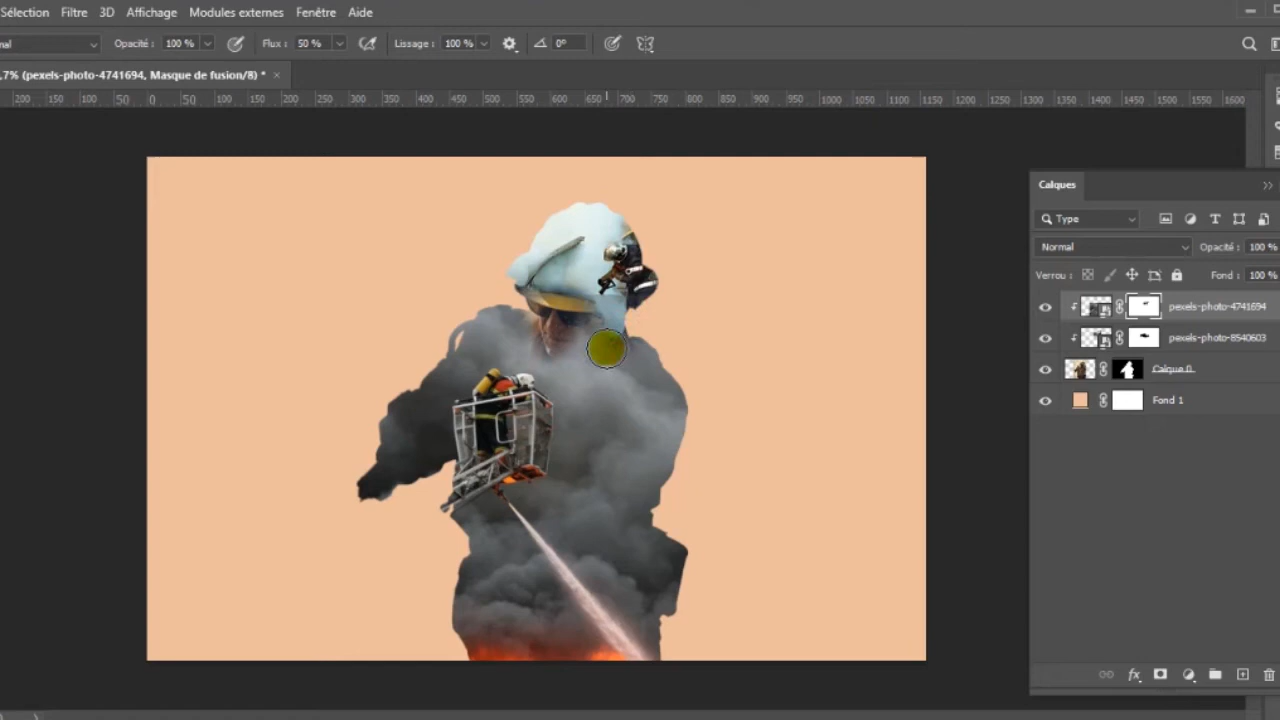 Sélection Filtre 3D Affichage Modules externes Fenêtre Aide
nal Opacité : 100 % Flux : 50 % Lissage : 100 % 0°
,7% (pexels-photo-4741694, Masque de fusion/8) * ×
200 150 100 50 0 50 100 150 200 250 300 350 400 450 500 550 600 650 700 750 800 850 900 950 1000 1050 1100 1150 1200 1250 1300 1350 1400 1450 1500 1550 1600
Calques
Type
Normal Opacité : 100 %
Verrou : Fond : 100 %
pexels-photo-4741694
pexels-photo-8540603
Calque 0
Fond 1
fx